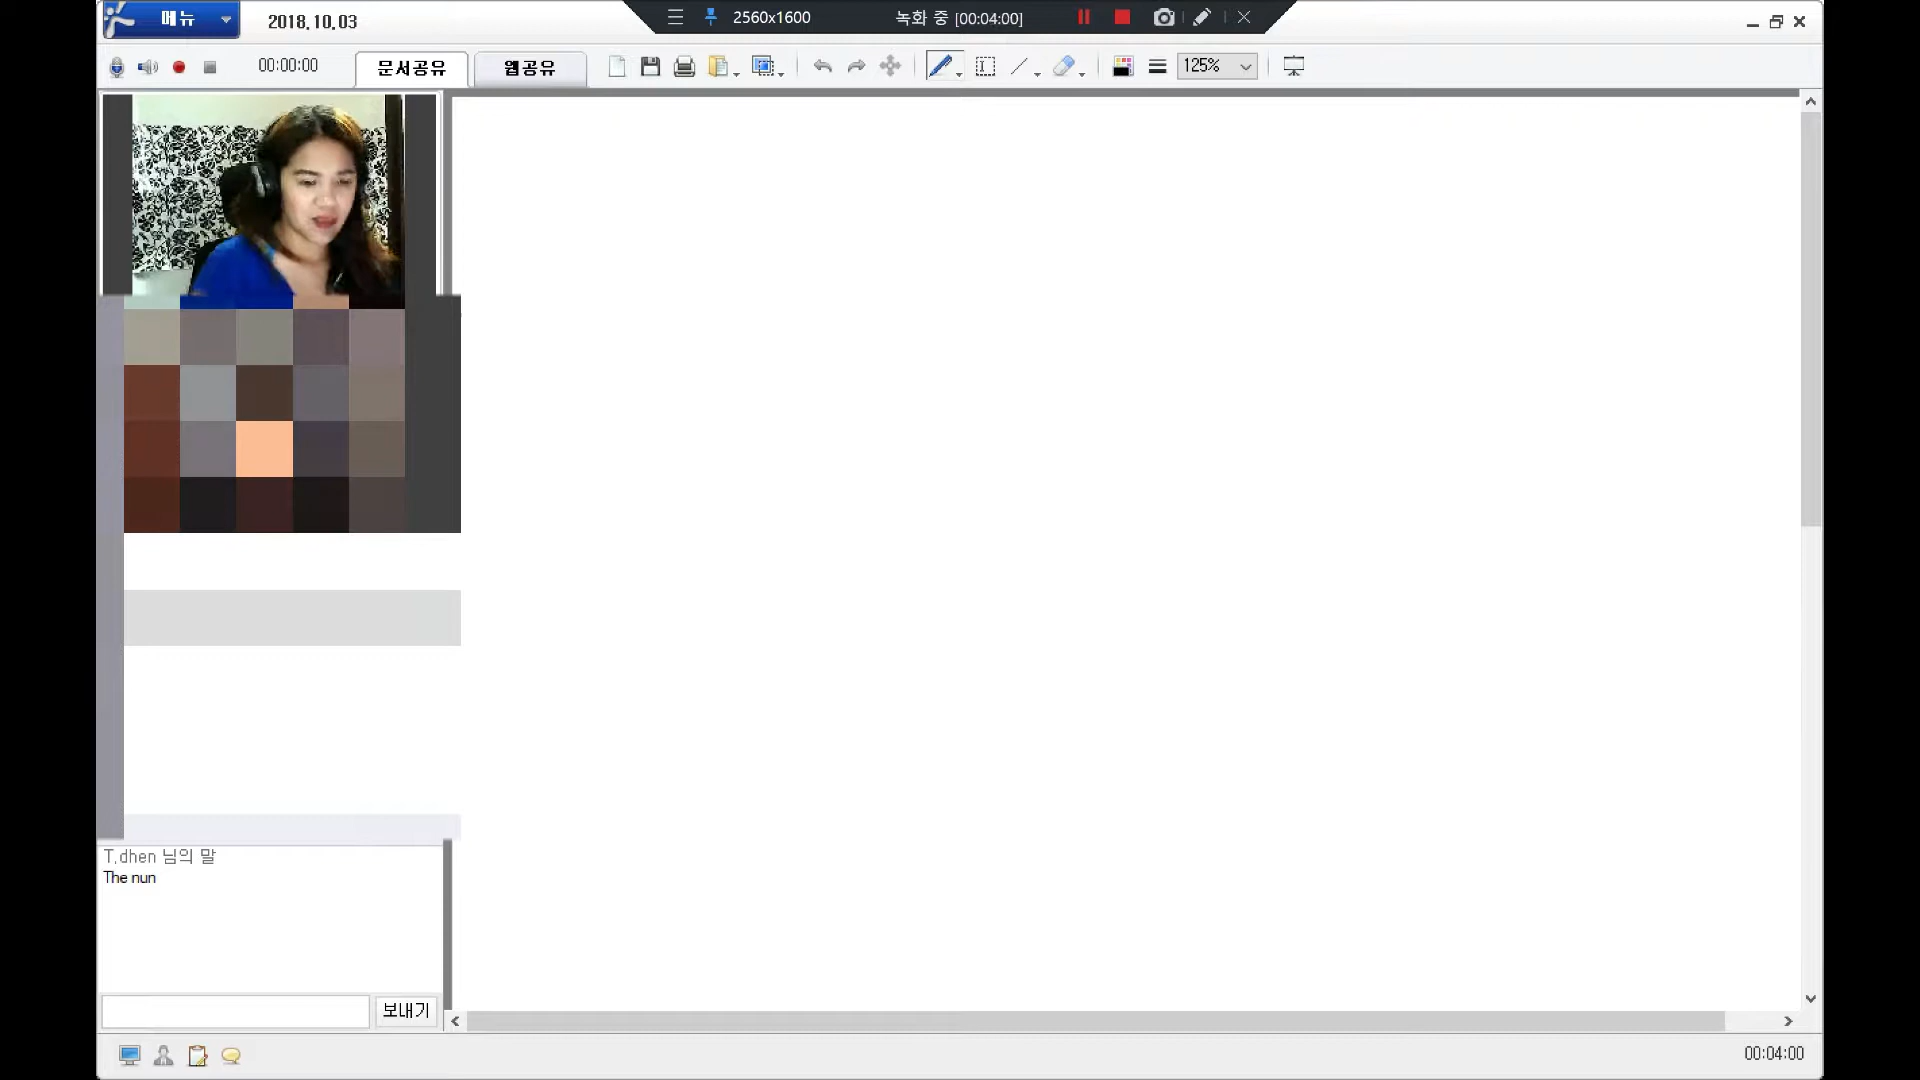 메뉴
2018.10.03
2560x1600
녹화 중 [00:04:00]
00:00:00
문서공유
웹공유
125%
T.dhen 님의 말
The nun
보내기
00:04:00